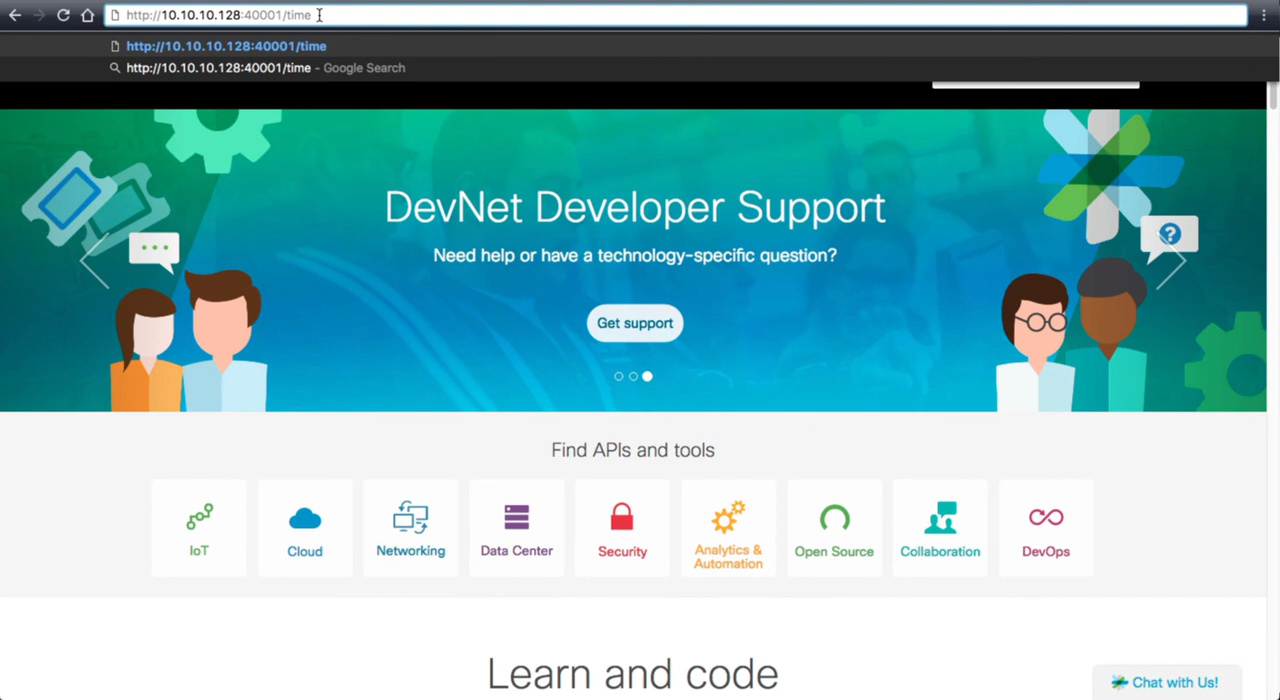 http://10.10.10.128:40001/time
http://10.10.10.128:40001/time
http://10.10.10.128:40001/time - Google Search
DevNet Developer Support
Need help or have a technology-specific question?
?
Get support
Find APIs and tools
IoT
Cloud
Networking
Data Center
Security
Analytics &
Automation
Open Source
Collaboration
DevOps
Learn and code
Chat with Us!